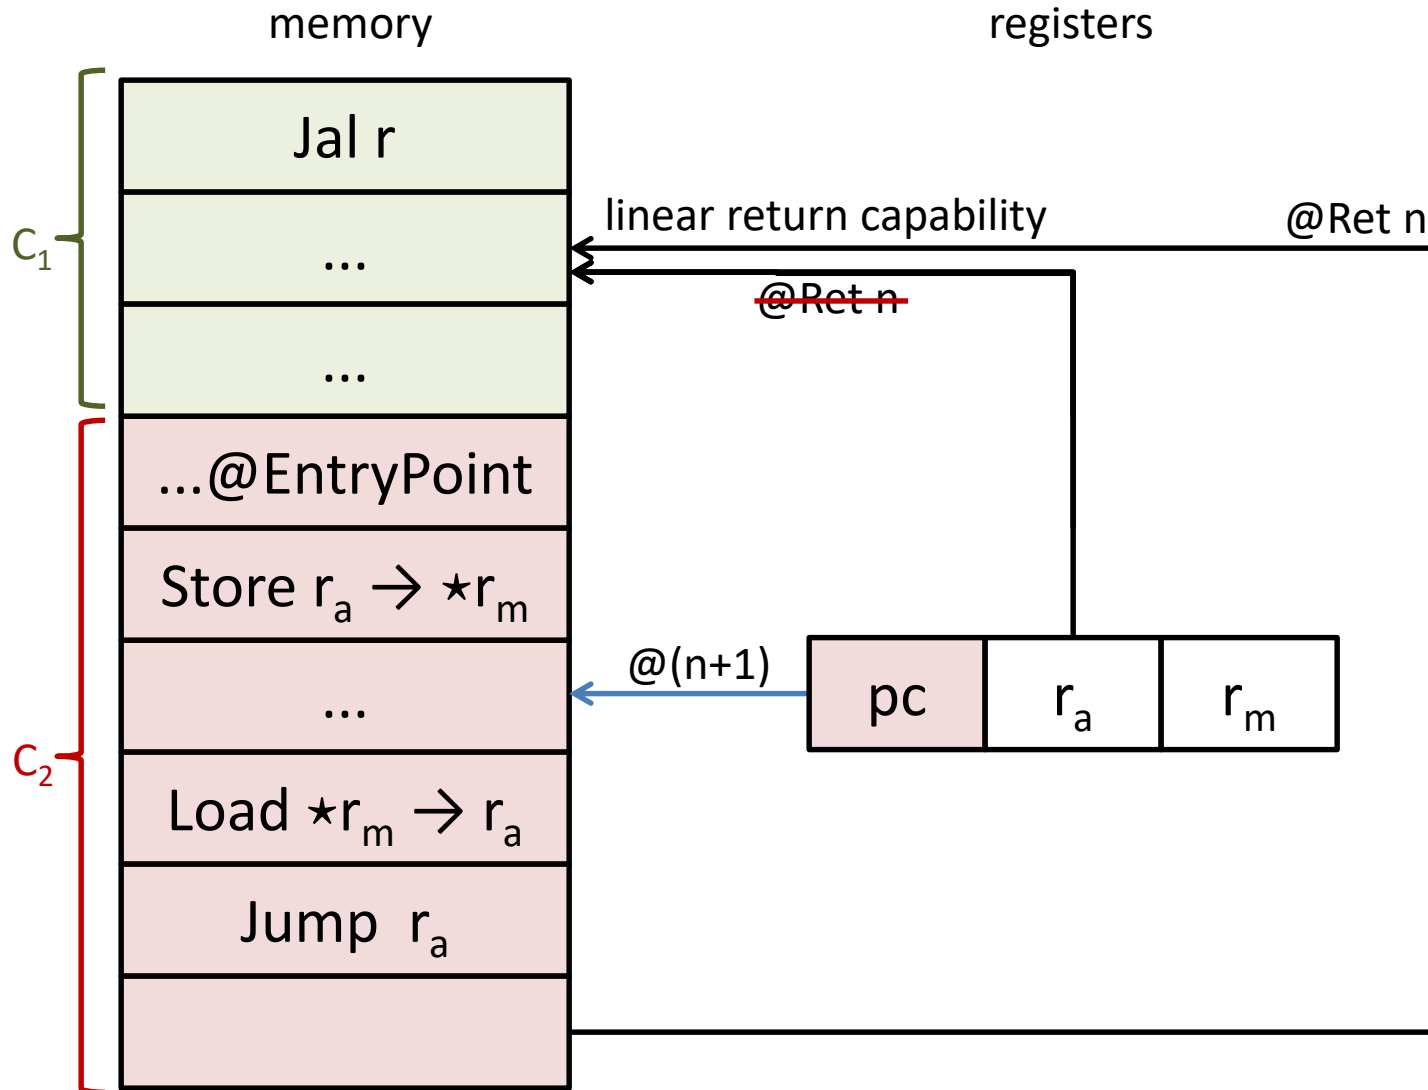 memory
registers
Jal r
linear return capability
@Ret n
...
C₁
@Ret n
...
...@EntryPoint
Store rₐ → ⋆rₘ
@(n+1)
...
pc
rₐ
rₘ
C₂
Load ⋆rₘ → rₐ
Jump rₐ